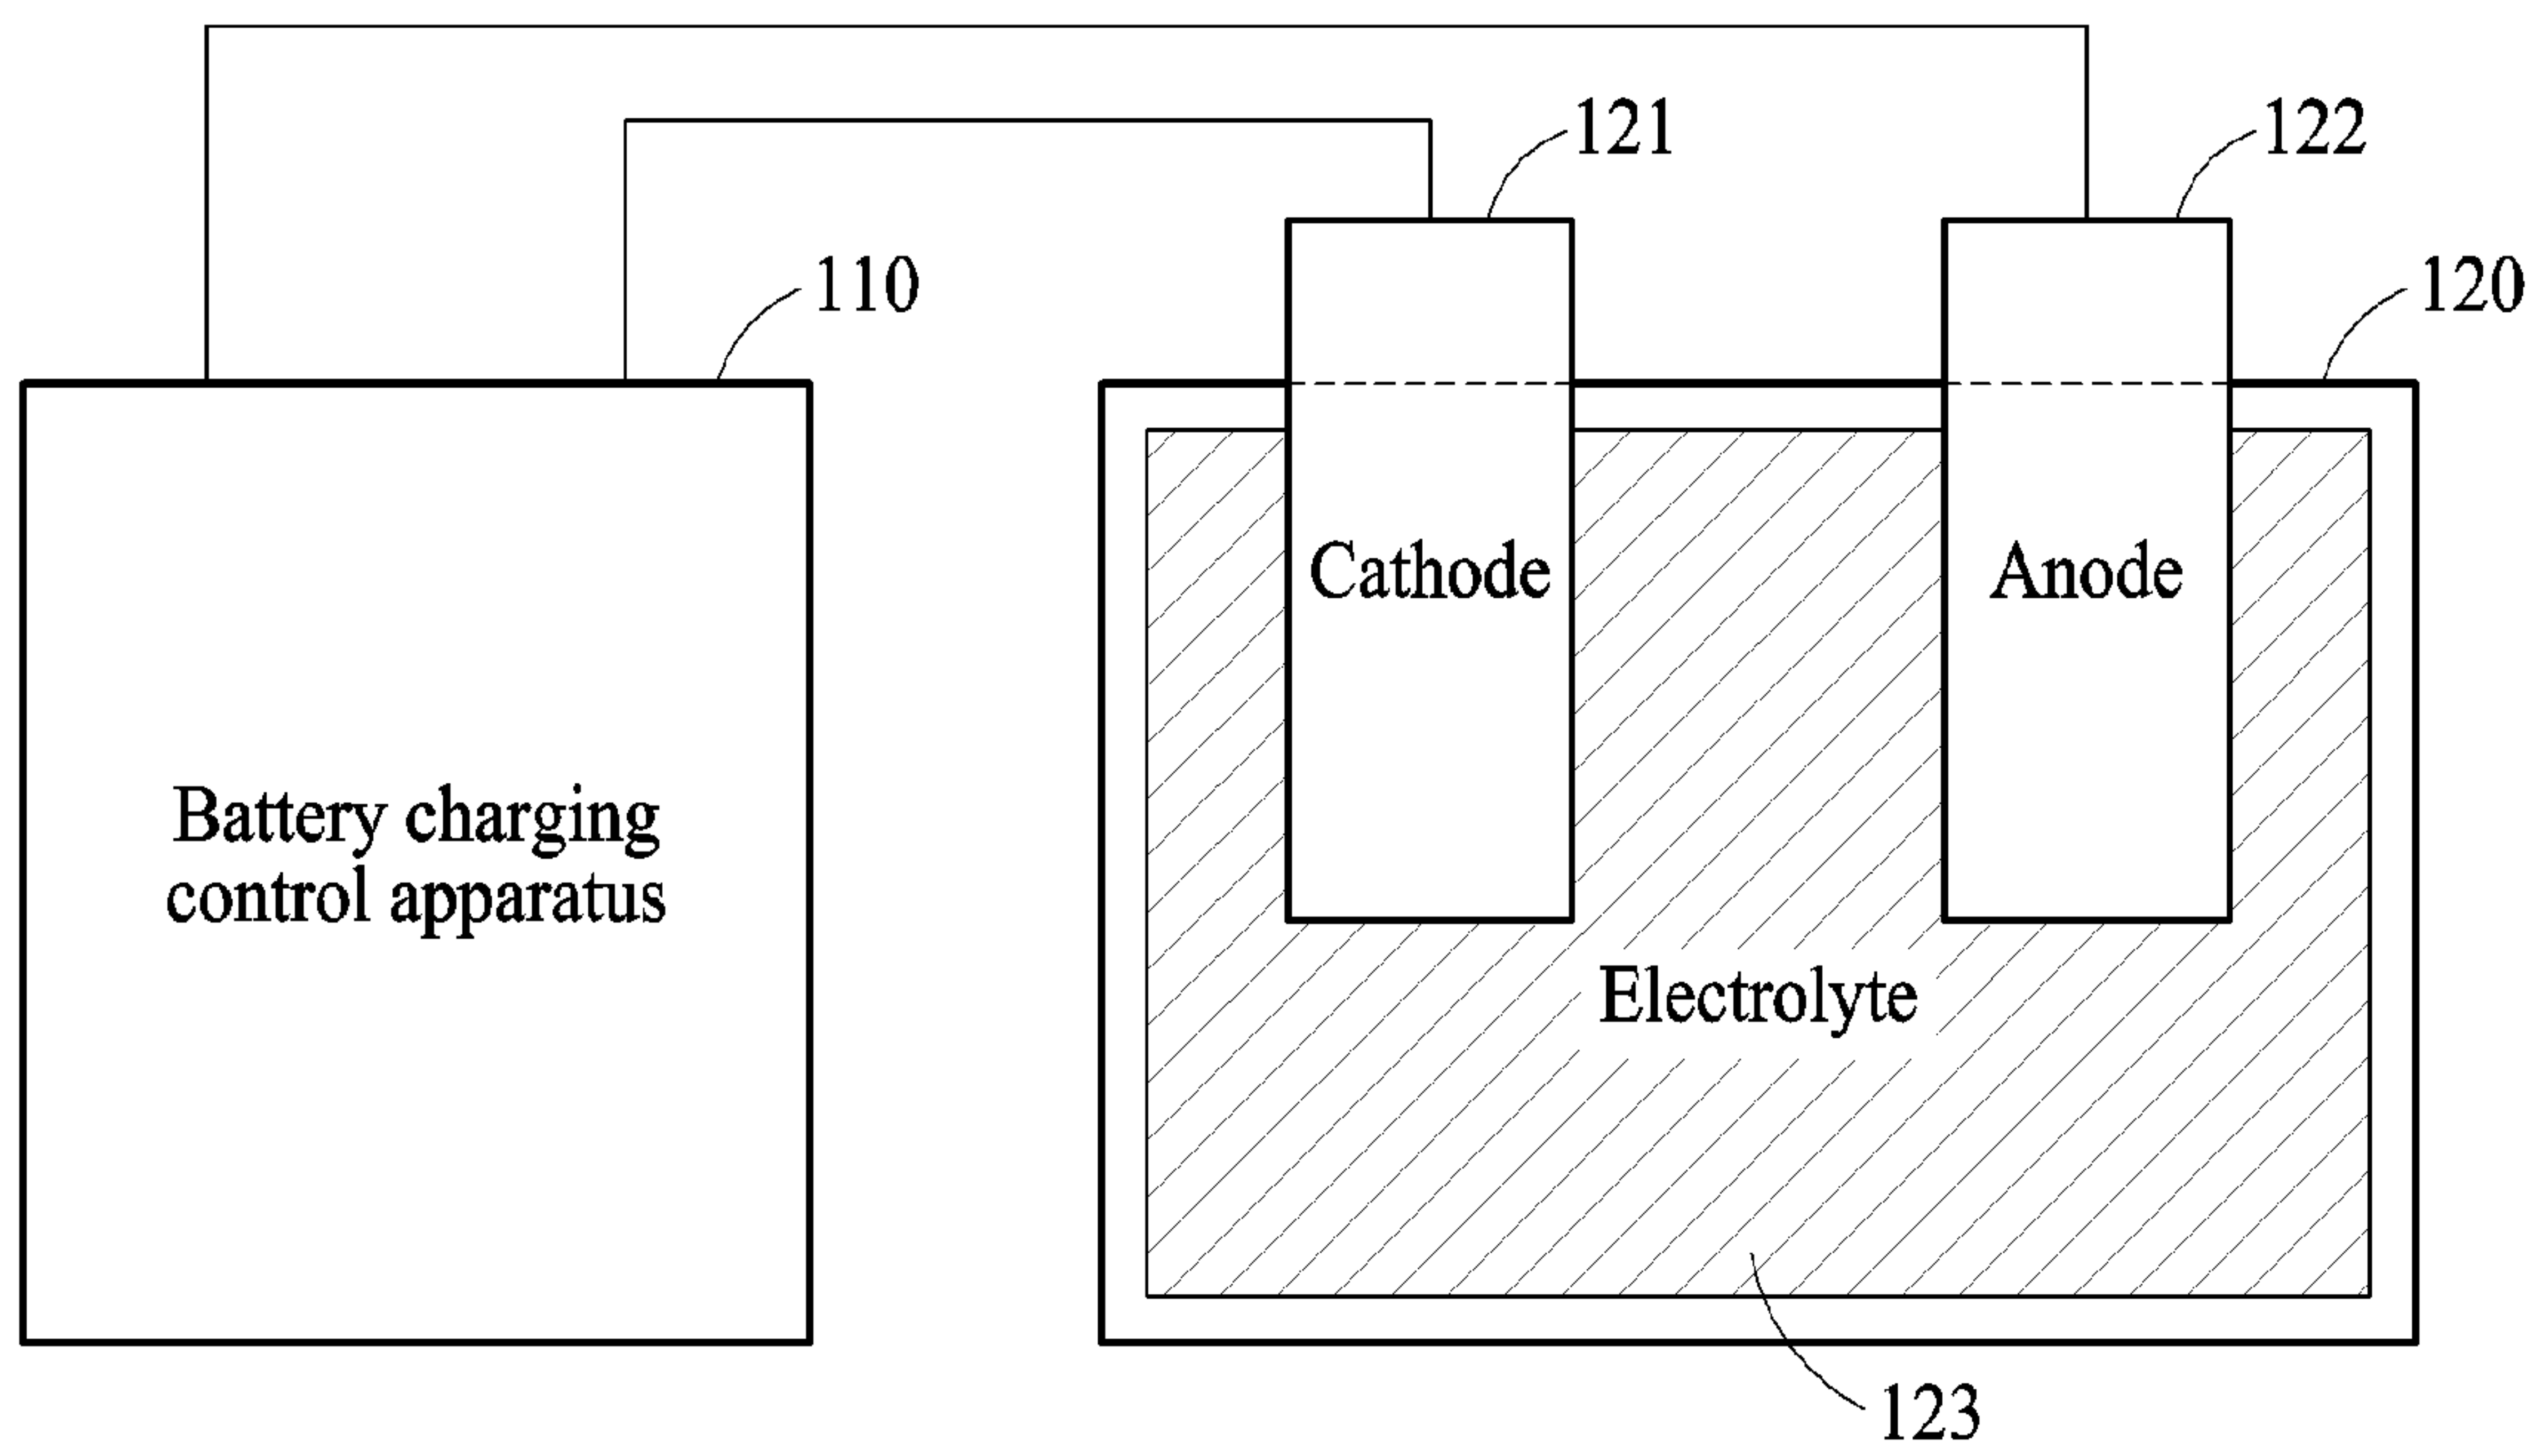 121
122
110
120
Cathode
Anode
Battery charging
control apparatus
Electrolyte
123